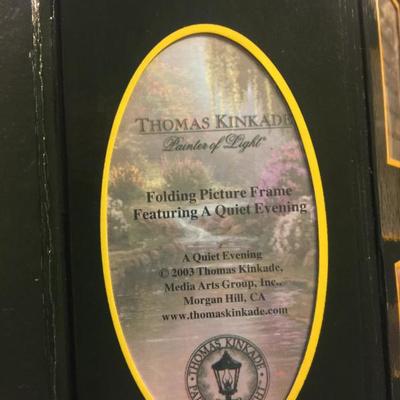 THOMAS KINKADE
Painter of Light
Folding Picture Frame
Featuring A Quiet Evening
A Quiet Evening
© 2003 Thomas Kinkade,
Media Arts Group, Inc.,
Morgan Hill, CA
www.thomaskinkade.com
THOMAS KINKADE